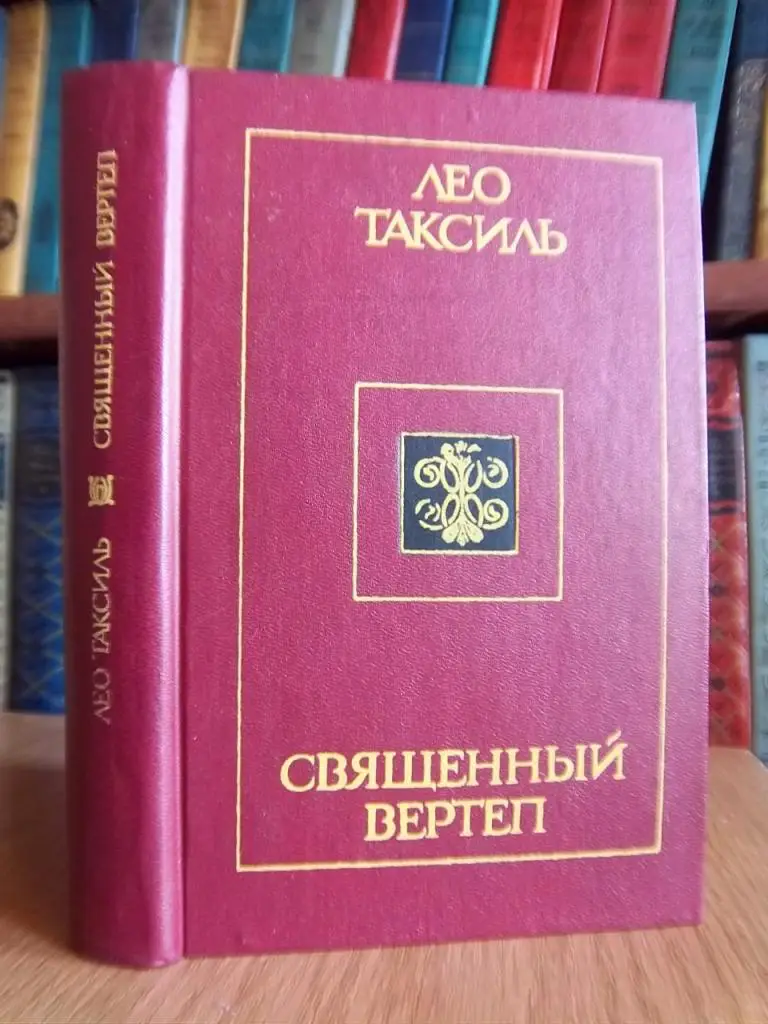 ЛЕО
ТАКСИЛЬ
СВЯЩЕННЫЙ
ВЕРТЕП
ЛЕО ТАКСИЛЬ СВЯЩЕННЫЙ ВЕРТЕП